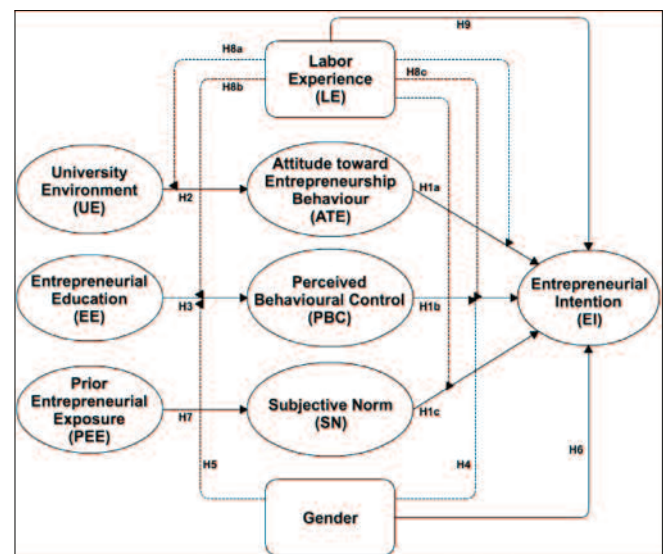 H9
H8a
Labor
Experience
(LE)
H8b
H8c
University
Environment
(UE)
H2
Attitude toward
Entrepreneurship
Behaviour
(ATE)
H1a
Entrepreneurial
Education
(EE)
H3
Perceived
Behavioural Control
(PBC)
H1b
Entrepreneurial
Intention
(EI)
Prior
Entrepreneurial
Exposure
(PEE)
H7
Subjective Norm
(SN)
H1c
H5
H4
H6
Gender